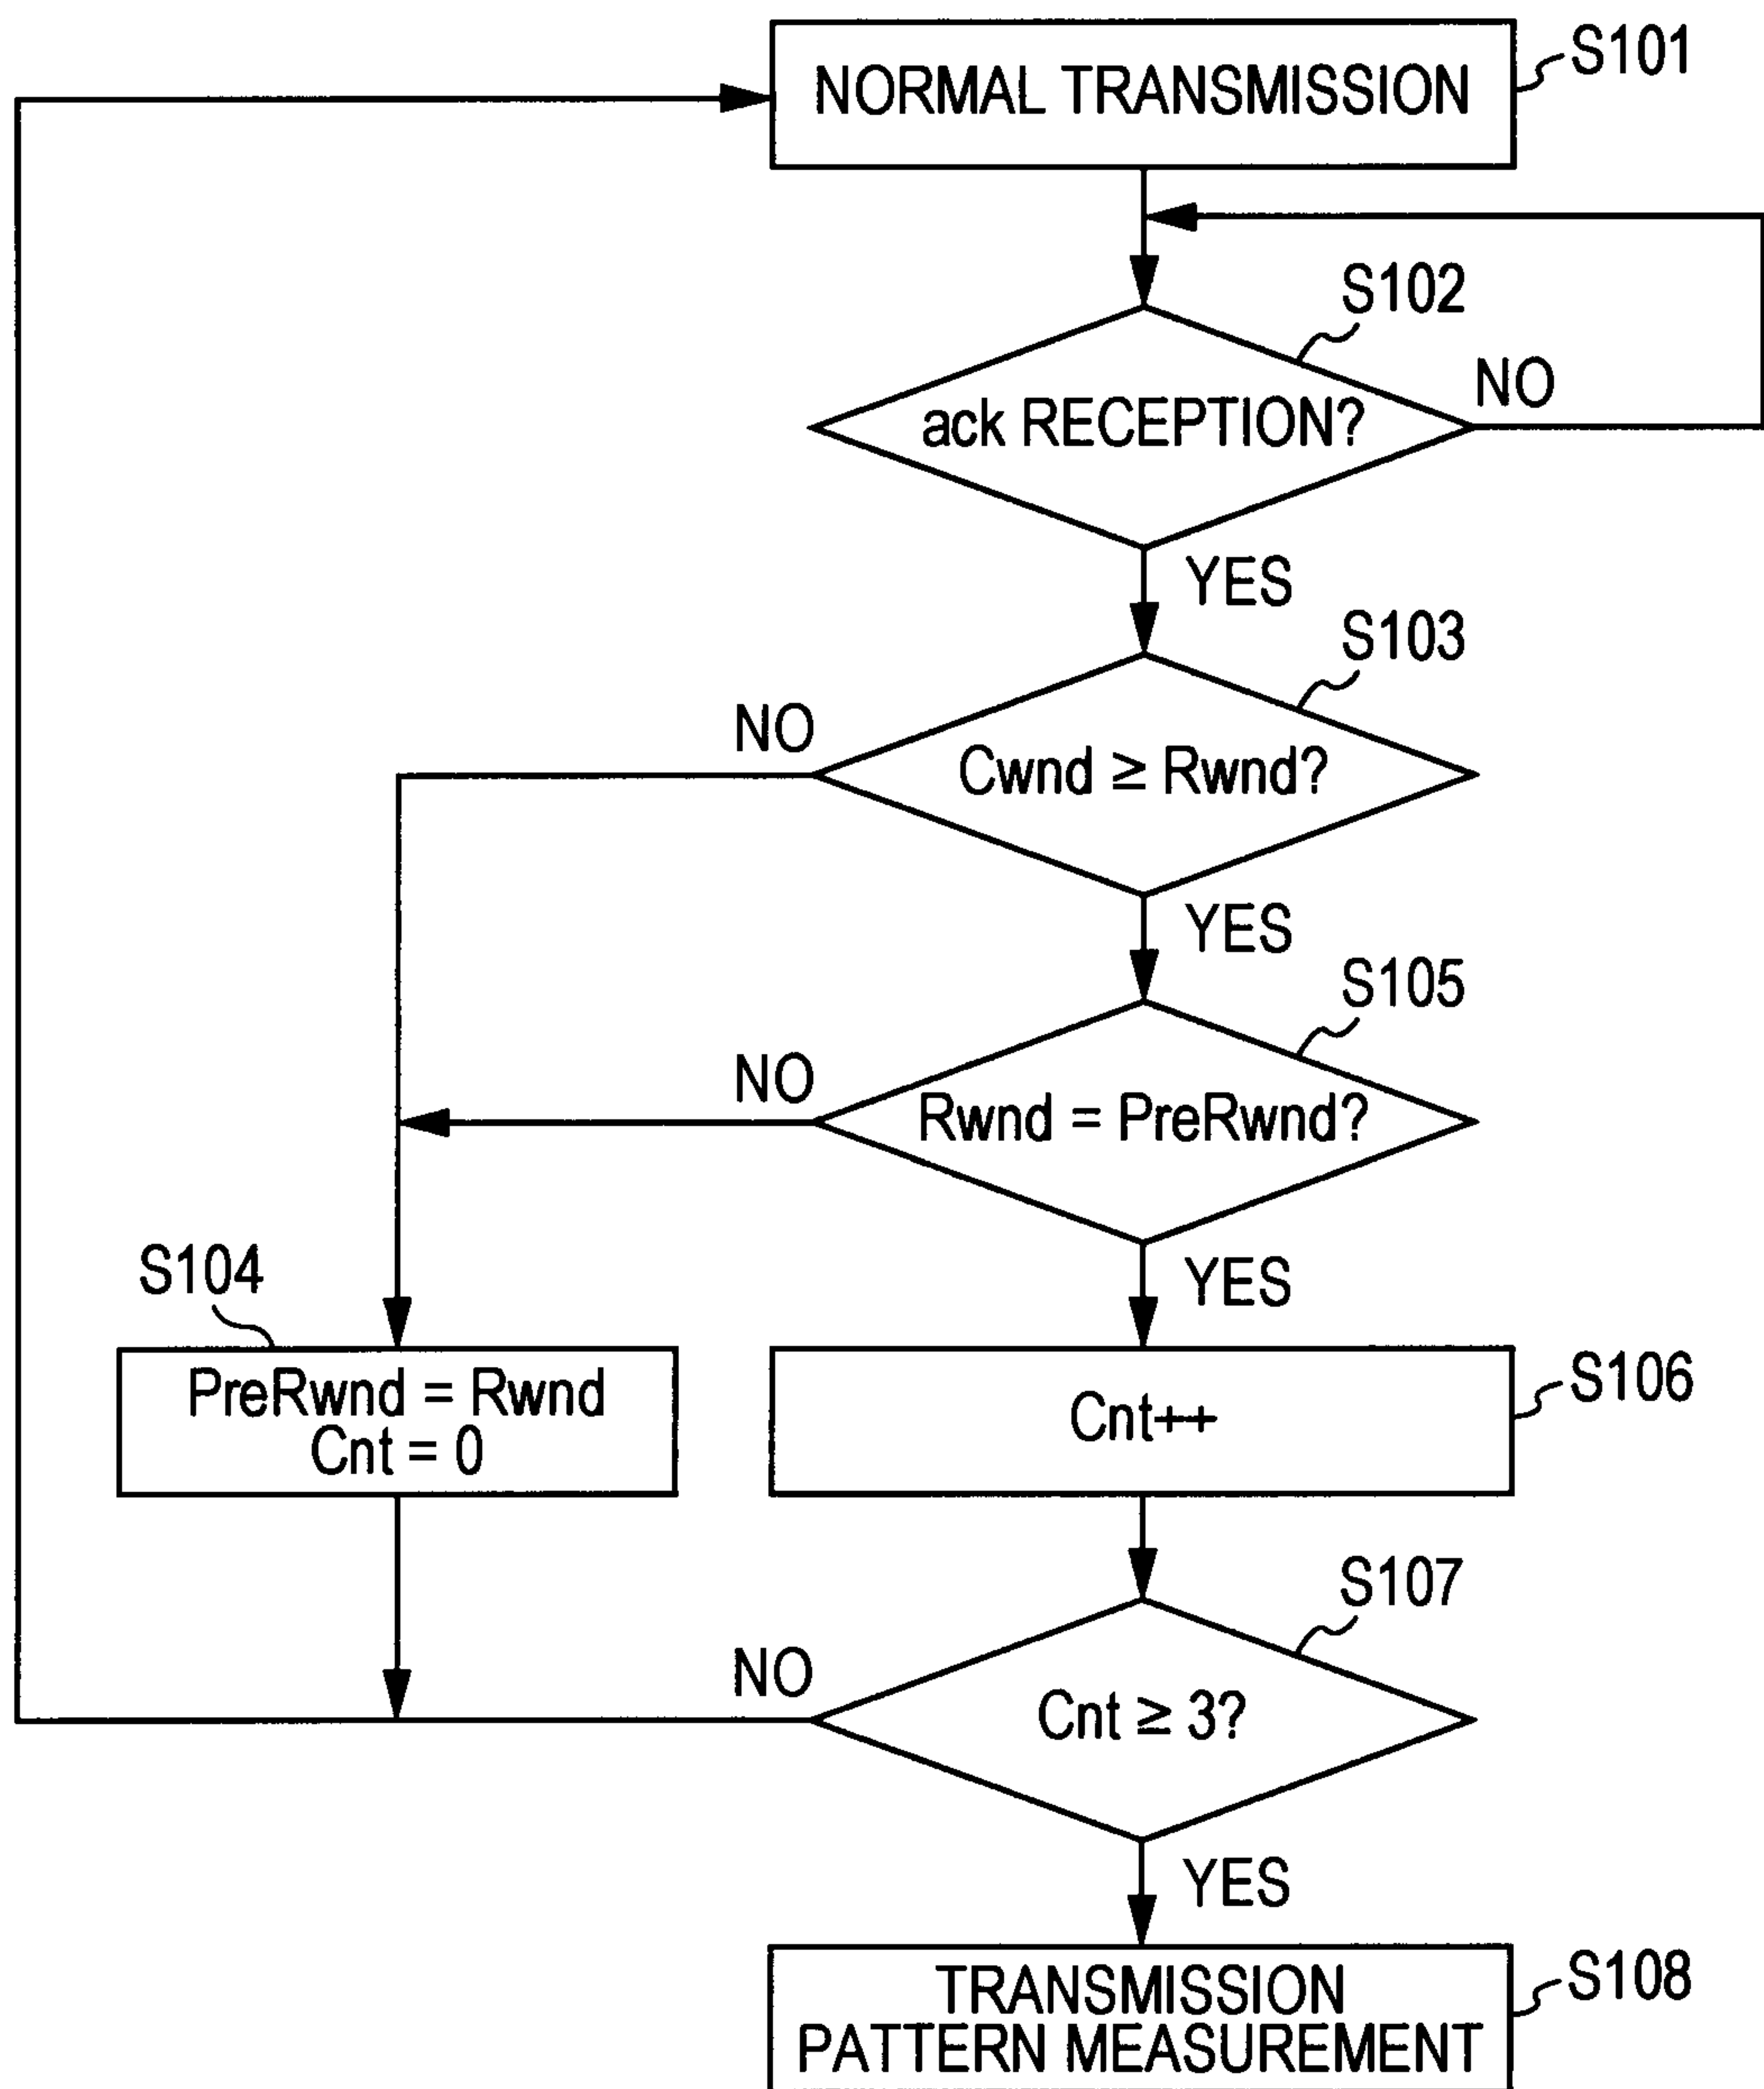 NORMAL TRANSMISSION
S101
S102
ack RECEPTION?
NO
YES
S103
NO
Cwnd ≥ Rwnd?
YES
S105
NO
Rwnd = PreRwnd?
YES
S104
PreRwnd = Rwnd
Cnt = 0
Cnt++
S106
S107
NO
Cnt ≥ 3?
YES
TRANSMISSION
PATTERN MEASUREMENT
S108